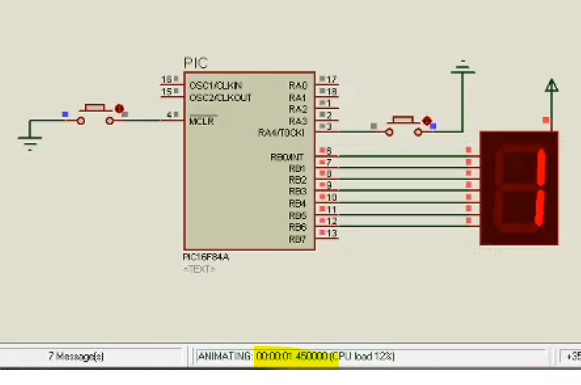 PIC
16 OSC1/CLKIN RA0 17
15 OSC2/CLKOUT RA1 18
RA2 1
4 MCLR RA3 2
RA4/T0CKI 3
RB0/INT 6
RB1 7
RB2 8
RB3 9
RB4 10
RB5 11
RB6 12
RB7 13
PIC16F84A
<TEXT>
1
7 Message(s) ANIMATING: 00:00:01.450000 (CPU load 12%) +35